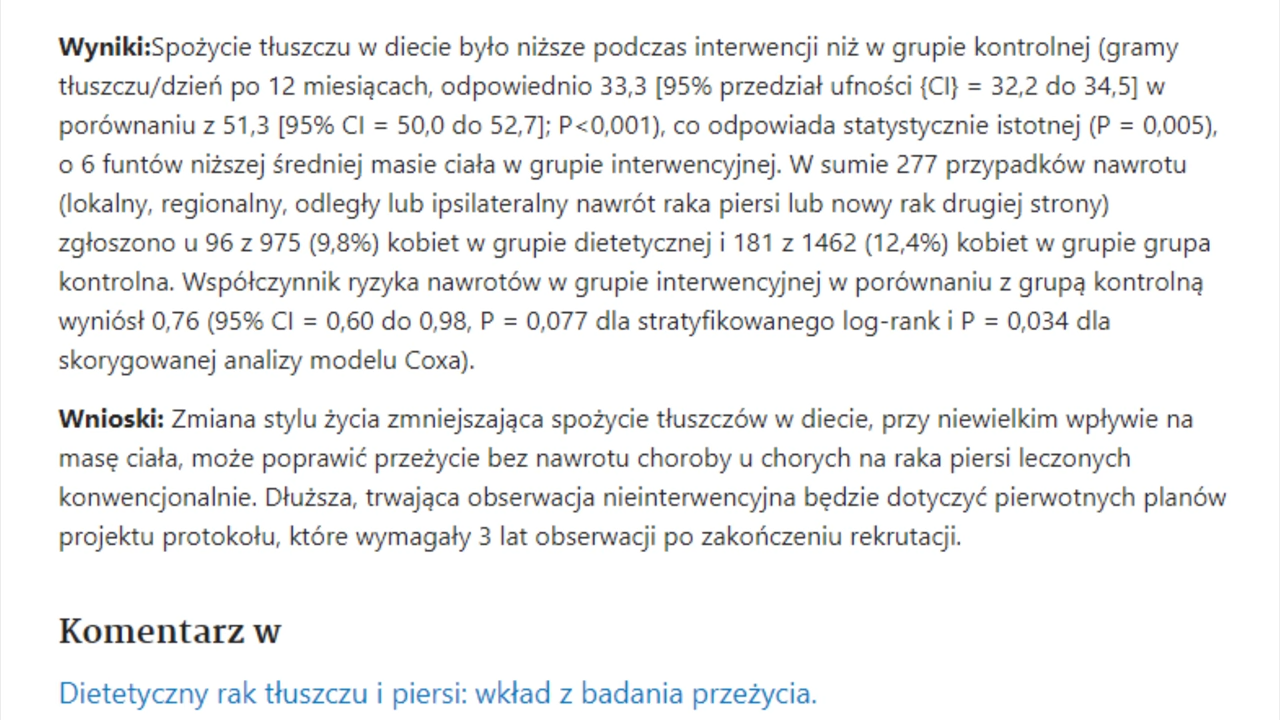 Wyniki:Spożycie tłuszczu w diecie było niższe podczas interwencji niż w grupie kontrolnej (gramy
tłuszczu/dzień po 12 miesiącach, odpowiednio 33,3 [95% przedział ufności {CI} = 32,2 do 34,5] w
porównaniu z 51,3 [95% CI = 50,0 do 52,7]; P<0,001), co odpowiada statystycznie istotnej (P = 0,005),
o 6 funtów niższej średniej masie ciała w grupie interwencyjnej. W sumie 277 przypadków nawrotu
(lokalny, regionalny, odległy lub ipsilateralny nawrót raka piersi lub nowy rak drugiej strony)
zgłoszono u 96 z 975 (9,8%) kobiet w grupie dietetycznej i 181 z 1462 (12,4%) kobiet w grupie grupa
kontrolna. Współczynnik ryzyka nawrotów w grupie interwencyjnej w porównaniu z grupą kontrolną
wyniósł 0,76 (95% CI = 0,60 do 0,98, P = 0,077 dla stratyfikowanego log-rank i P = 0,034 dla
skorygowanej analizy modelu Coxa).
Wnioski: Zmiana stylu życia zmniejszająca spożycie tłuszczów w diecie, przy niewielkim wpływie na
masę ciała, może poprawić przeżycie bez nawrotu choroby u chorych na raka piersi leczonych
konwencjonalnie. Dłuższa, trwająca obserwacja nieinterwencyjna będzie dotyczyć pierwotnych planów
projektu protokołu, które wymagały 3 lat obserwacji po zakończeniu rekrutacji.
Komentarz w
Dietetyczny rak tłuszczu i piersi: wkład z badania przeżycia.